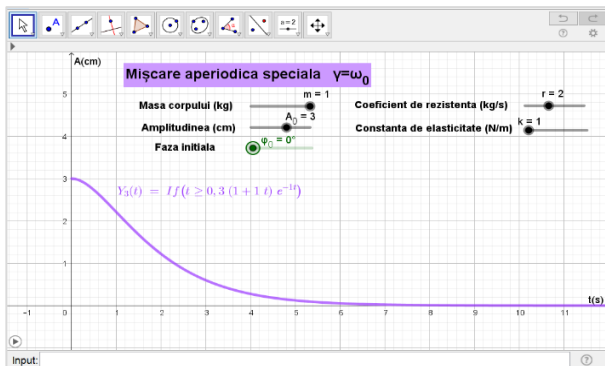 a=2
A(cm)
Mișcare aperiodica speciala γ=ω₀
m = 1
r = 2
Masa corpului (kg)
Coeficient de rezistenta (kg/s)
A₀ = 3
k = 1
Amplitudinea (cm)
Constanta de elasticitate (N/m)
Faza initiala
φ₀ = 0°
5
4
3
Y₃(t) = If(t ≥ 0, 3 (1 + 1 t) e⁻¹ᵗ)
2
1
t(s)
−1 0 1 2 3 4 5 6 7 8 9 10 11
Input: